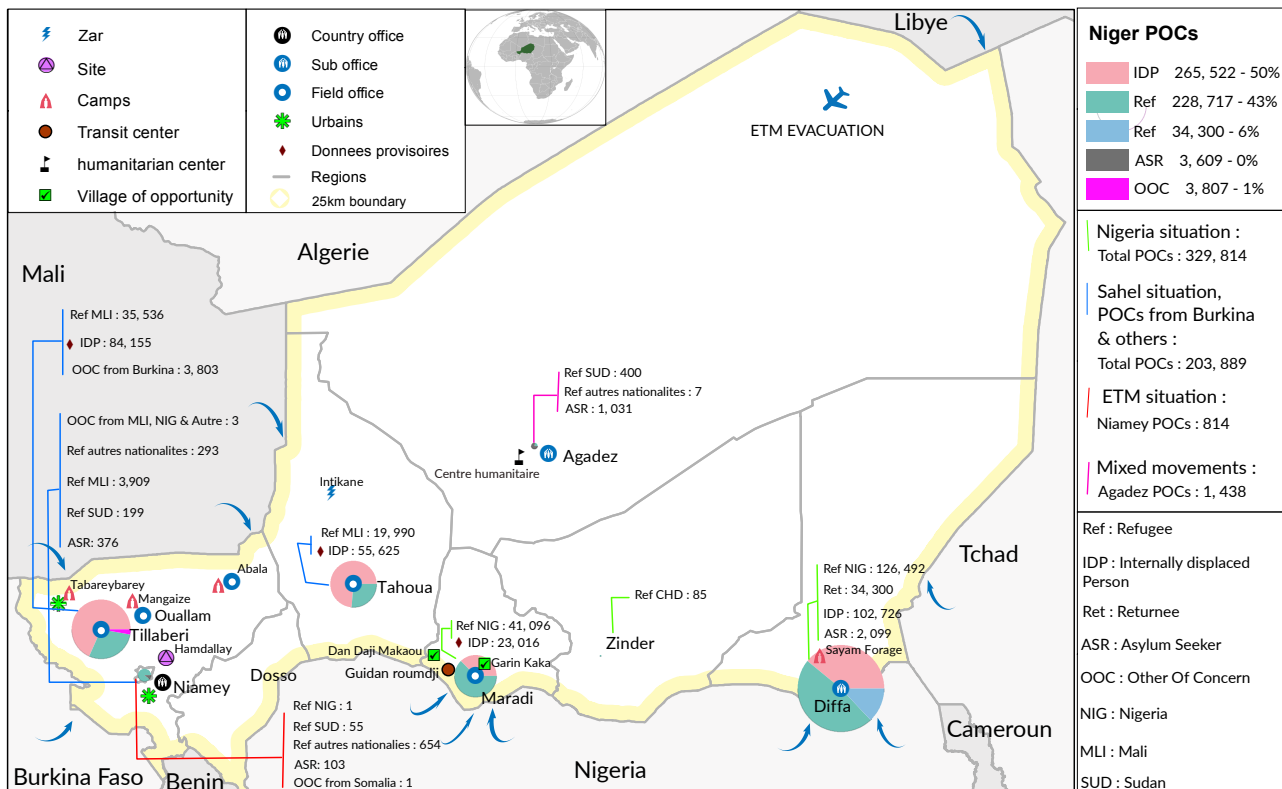 Zar
Site
Camps
Transit center
humanitarian center
Village of opportunity
Country office
Sub office
Field office
Urbains
Donnees provisoires
Regions
25km boundary
Libye
ETM EVACUATION
Algerie
Mali
Ref MLI : 35, 536
IDP : 84, 155
OOC from Burkina : 3, 803
OOC from MLI, NIG & Autre : 3
Ref autres nationalites : 293
Ref MLI : 3,909
Ref SUD : 199
ASR: 376
Ref SUD : 400
Ref autres nationalites : 7
ASR : 1, 031
Agadez
Centre humanitaire
Intikane
Ref MLI : 19, 990
IDP : 55, 625
Tahoua
Abala
Tabareybarey
Mangaize
Ouallam
Tillaberi
Hamdallay
Niamey
Dosso
Ref NIG : 41, 096
IDP : 23, 016
Dan Daji Makaou
Garin Kaka
Guidan roumdji
Maradi
Ref CHD : 85
Zinder
Ref NIG : 126, 492
Ret : 34, 300
IDP : 102, 726
ASR : 2, 099
Sayam Forage
Diffa
Tchad
Cameroun
Nigeria
Ref NIG : 1
Ref SUD : 55
Ref autres nationalies : 654
ASR: 103
OOC from Somalia : 1
Burkina Faso
Benin
Niger POCs
IDP 265, 522 - 50%
Ref 228, 717 - 43%
Ref 34, 300 - 6%
ASR 3, 609 - 0%
OOC 3, 807 - 1%
Nigeria situation :
Total POCs : 329, 814
Sahel situation,
POCs from Burkina
& others :
Total POCs : 203, 889
ETM situation :
Niamey POCs : 814
Mixed movements :
Agadez POCs : 1, 438
Ref : Refugee
IDP : Internally displaced
Person
Ret : Returnee
ASR : Asylum Seeker
OOC : Other Of Concern
NIG : Nigeria
MLI : Mali
SUD : Sudan